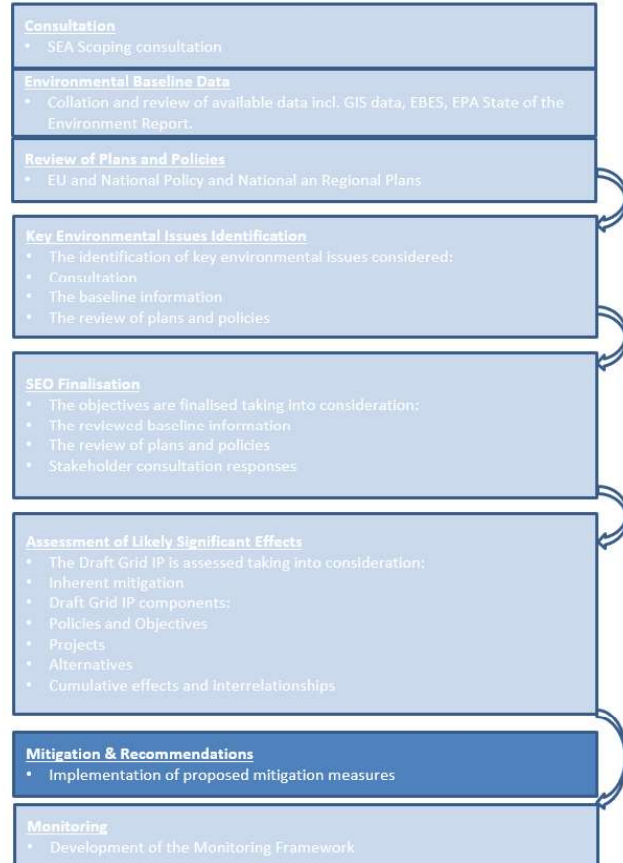 Consultation
• SEA Scoping consultation
Environmental Baseline Data
• Collation and review of available data incl. GIS data, EBES, EPA State of the
Environment Report.
Review of Plans and Policies
• EU and National Policy and National an Regional Plans
Key Environmental Issues Identification
• The identification of key environmental issues considered:
• Consultation
• The baseline information
• The review of plans and policies
SEO Finalisation
• The objectives are finalised taking into consideration:
• The reviewed baseline information
• The review of plans and policies
• Stakeholder consultation responses
Assessment of Likely Significant Effects
• The Draft Grid IP is assessed taking into consideration:
• Inherent mitigation
• Draft Grid IP components:
• Policies and Objectives
• Projects
• Alternatives
• Cumulative effects and interrelationships
Mitigation & Recommendations
• Implementation of proposed mitigation measures
Monitoring
• Development of the Monitoring Framework